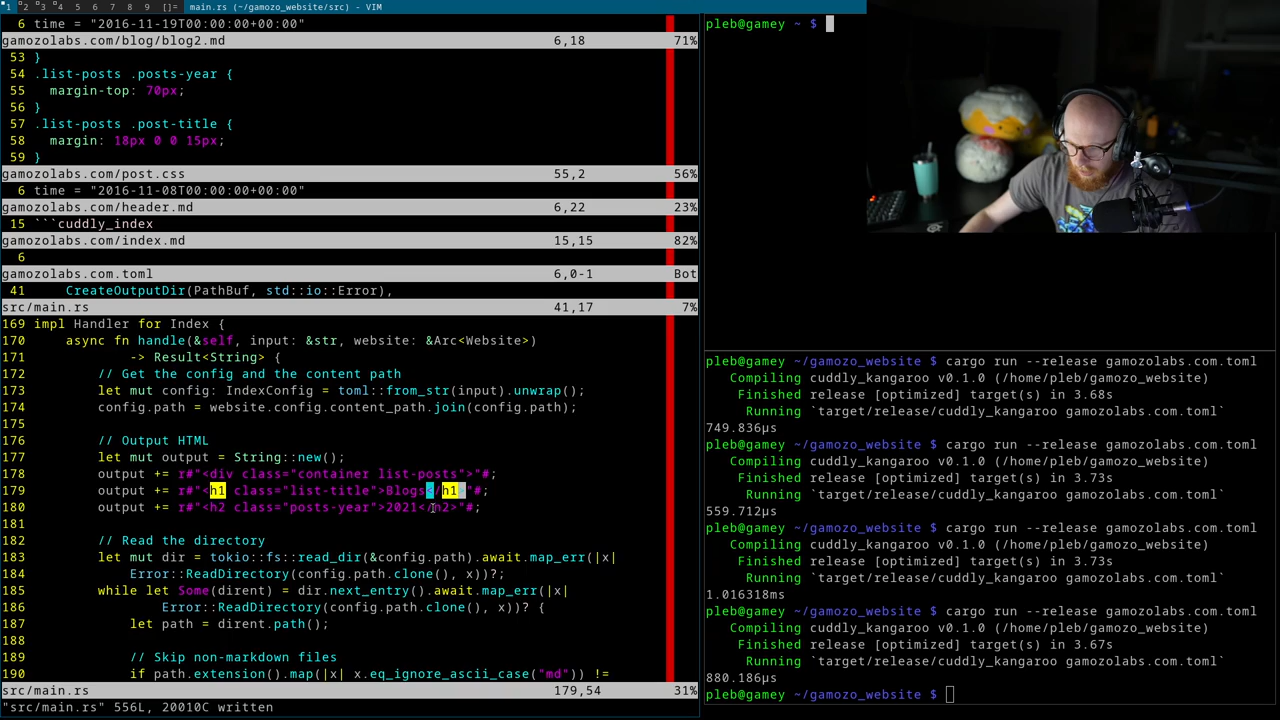 1 2 3 4 5 6 7 8 9 []= main.rs (~/gamozo_website/src) - VIM
6 time = "2016-11-19T00:00:00+00:00"
gamozolabs.com/blog/blog2.md 6,18 71%
53 }
54 .list-posts .posts-year {
55   margin-top: 70px;
56 }
57 .list-posts .post-title {
58   margin: 18px 0 0 15px;
59 }
gamozolabs.com/post.css 55,2 56%
6 time = "2016-11-08T00:00:00+00:00"
gamozolabs.com/header.md 6,22 23%
15 ```cuddly_index
gamozolabs.com/index.md 15,15 82%
6
gamozolabs.com.toml 6,0-1 Bot
41     CreateOutputDir(PathBuf, std::io::Error),
src/main.rs 41,17 7%
169 impl Handler for Index {
170     async fn handle(&self, input: &str, website: &Arc<Website>)
171             -> Result<String> {
172         // Get the config and the content path
173         let mut config: IndexConfig = toml::from_str(input).unwrap();
174         config.path = website.config.content_path.join(config.path);
175
176         // Output HTML
177         let mut output = String::new();
178         output += r#"<div class="container list-posts">"#;
179         output += r#"<h1 class="list-title">Blogs</h1>"#;
180         output += r#"<h2 class="posts-year">2021</h2>"#;
181
182         // Read the directory
183         let mut dir = tokio::fs::read_dir(&config.path).await.map_err(|x|
184             Error::ReadDirectory(config.path.clone(), x))?;
185         while let Some(dirent) = dir.next_entry().await.map_err(|x|
186                 Error::ReadDirectory(config.path.clone(), x))? {
187             let path = dirent.path();
188
189             // Skip non-markdown files
190             if path.extension().map(|x| x.eq_ignore_ascii_case("md")) !=
src/main.rs 179,54 31%
"src/main.rs" 556L, 20010C written
pleb@gamey ~ $
pleb@gamey ~/gamozo_website $ cargo run --release gamozolabs.com.toml
   Compiling cuddly_kangaroo v0.1.0 (/home/pleb/gamozo_website)
    Finished release [optimized] target(s) in 3.68s
     Running `target/release/cuddly_kangaroo gamozolabs.com.toml`
749.836µs
pleb@gamey ~/gamozo_website $ cargo run --release gamozolabs.com.toml
   Compiling cuddly_kangaroo v0.1.0 (/home/pleb/gamozo_website)
    Finished release [optimized] target(s) in 3.73s
     Running `target/release/cuddly_kangaroo gamozolabs.com.toml`
559.712µs
pleb@gamey ~/gamozo_website $ cargo run --release gamozolabs.com.toml
   Compiling cuddly_kangaroo v0.1.0 (/home/pleb/gamozo_website)
    Finished release [optimized] target(s) in 3.73s
     Running `target/release/cuddly_kangaroo gamozolabs.com.toml`
1.016318ms
pleb@gamey ~/gamozo_website $ cargo run --release gamozolabs.com.toml
   Compiling cuddly_kangaroo v0.1.0 (/home/pleb/gamozo_website)
    Finished release [optimized] target(s) in 3.67s
     Running `target/release/cuddly_kangaroo gamozolabs.com.toml`
880.186µs
pleb@gamey ~/gamozo_website $